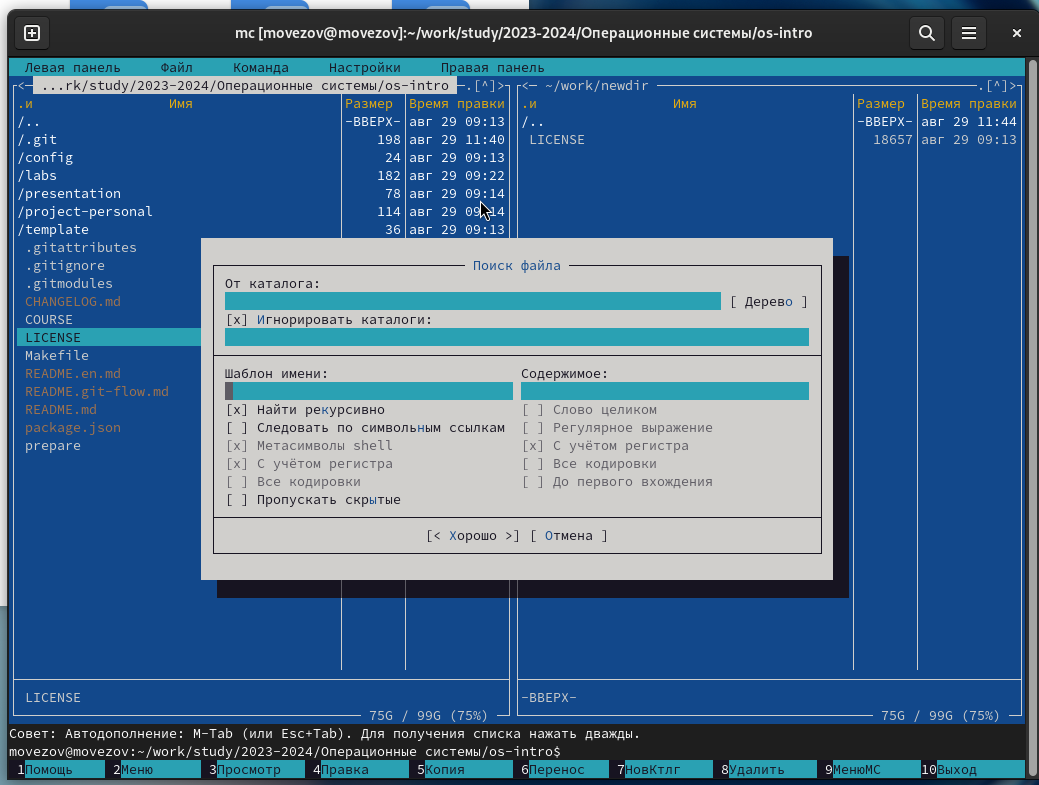 mc [movezov@movezov]:~/work/study/2023-2024/Операционные системы/os-intro
Левая панель Файл Команда Настройки Правая панель
<— ...rk/study/2023-2024/Операционные системы/os-intro —.[^]> <— ~/work/newdir —.[^]>
.и Имя Размер Время правки .и Имя Размер Время правки
/.. -ВВЕРХ- авг 29 09:13 /.. -ВВЕРХ- авг 29 11:44
/.git 198 авг 29 11:40 LICENSE 18657 авг 29 09:13
/config 24 авг 29 09:13
/labs 182 авг 29 09:22
/presentation 78 авг 29 09:14
/project-personal 114 авг 29 09:14
/template 36 авг 29 09:13
.gitattributes
.gitignore
.gitmodules
CHANGELOG.md
COURSE
LICENSE
Makefile
README.en.md
README.git-flow.md
README.md
package.json
prepare
Поиск файла
От каталога:
[ Дерево ]
[x] Игнорировать каталоги:
Шаблон имени: Содержимое:
[x] Найти рекурсивно [ ] Слово целиком
[ ] Следовать по символьным ссылкам [ ] Регулярное выражение
[x] Метасимволы shell [x] С учётом регистра
[x] С учётом регистра [ ] Все кодировки
[ ] Все кодировки [ ] До первого вхождения
[ ] Пропускать скрытые
[< Хорошо >] [ Отмена ]
LICENSE -ВВЕРХ-
75G / 99G (75%) 75G / 99G (75%)
Совет: Автодополнение: M-Tab (или Esc+Tab). Для получения списка нажать дважды.
movezov@movezov:~/work/study/2023-2024/Операционные системы/os-intro$
1Помощь 2Меню 3Просмотр 4Правка 5Копия 6Перенос 7НовКтлг 8Удалить 9МенюМС 10Выход